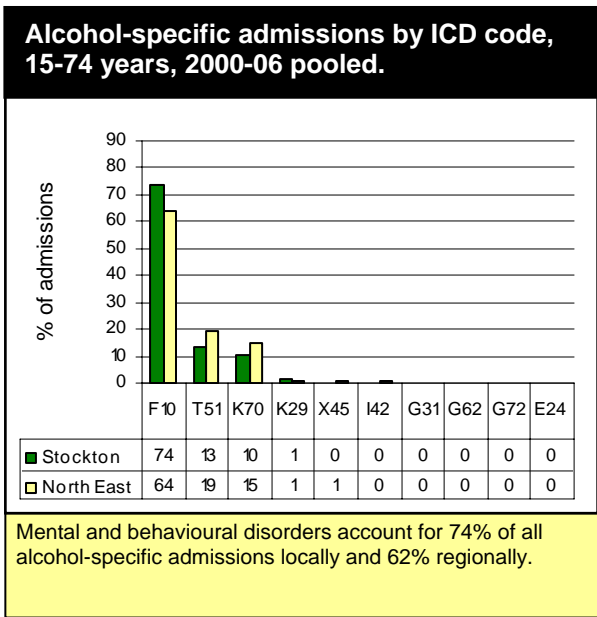 Alcohol-specific admissions by ICD code,
15-74 years, 2000-06 pooled.
% of admissions
90
80
70
60
50
40
30
20
10
0
F10 T51 K70 K29 X45 I42 G31 G62 G72 E24
Stockton 74 13 10 1 0 0 0 0 0 0
North East 64 19 15 1 1 0 0 0 0 0
Mental and behavioural disorders account for 74% of all
alcohol-specific admissions locally and 62% regionally.